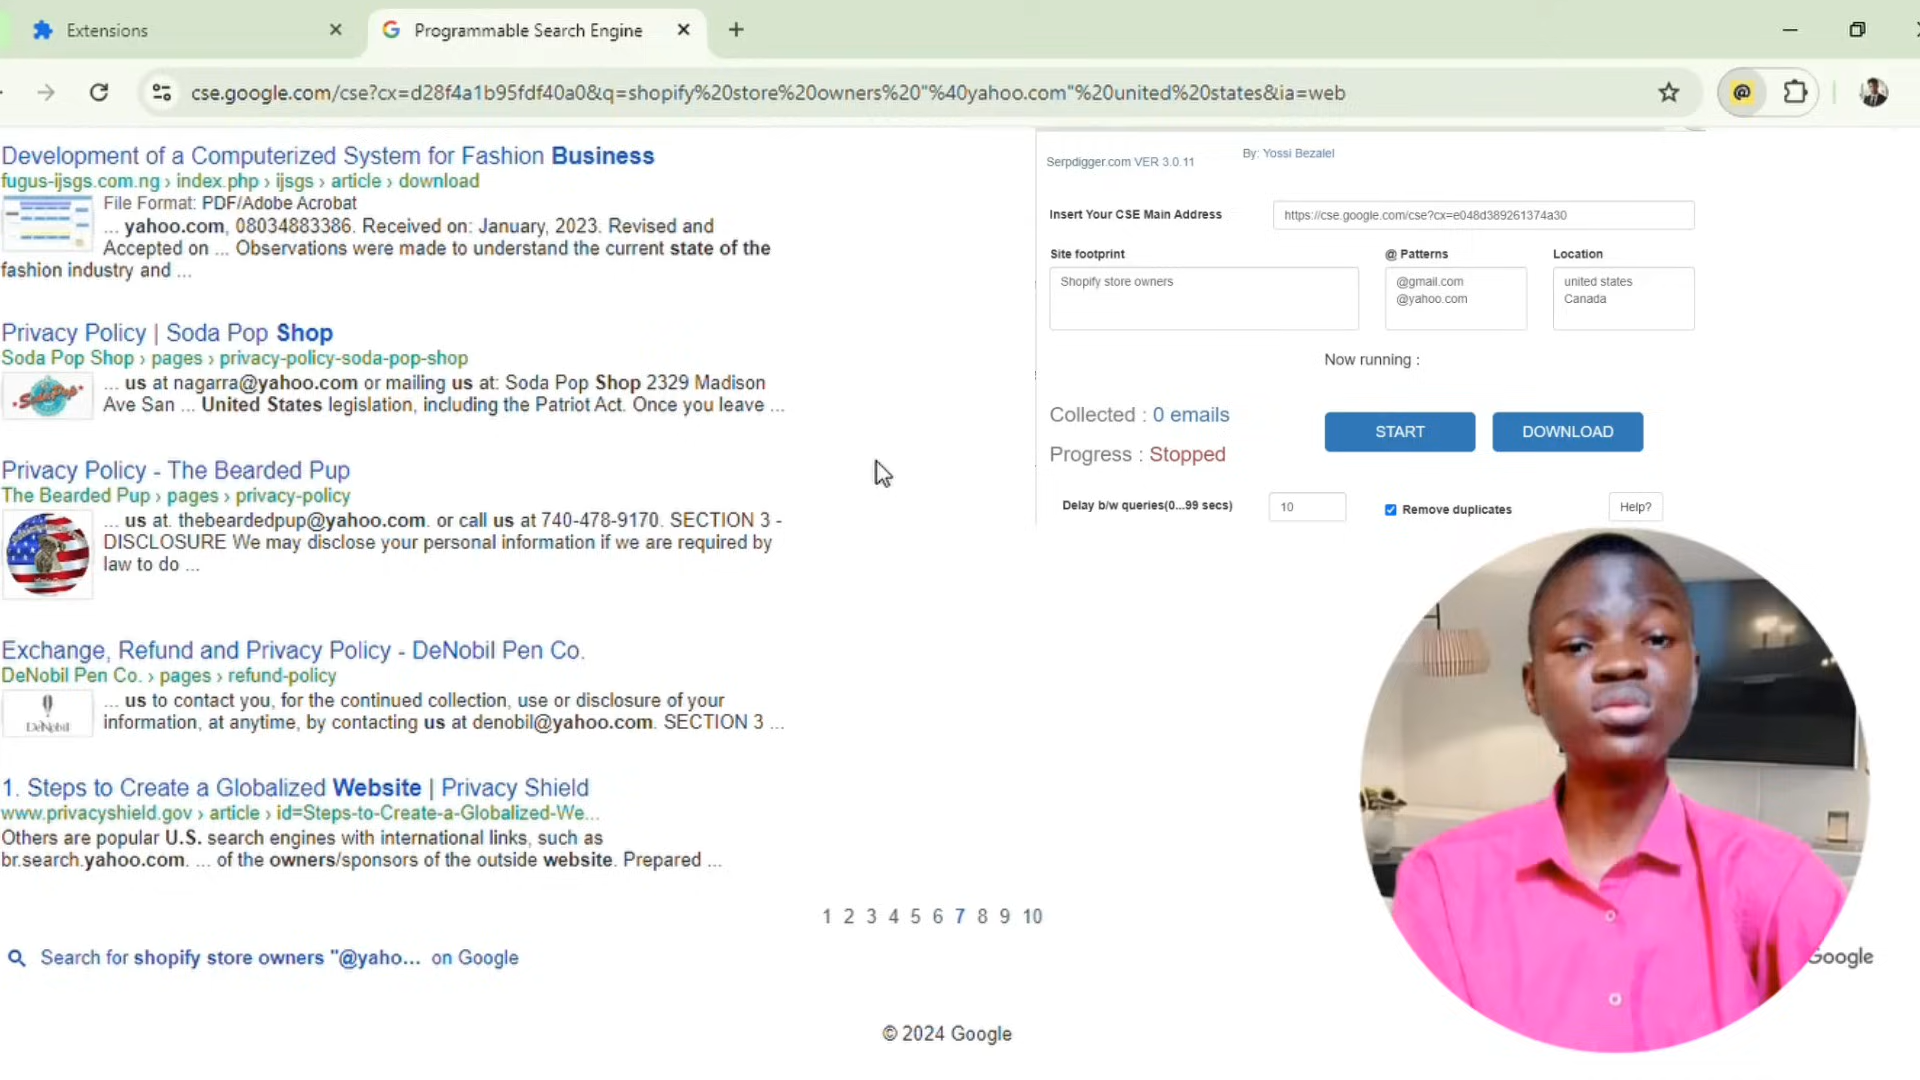 Extensions
Programmable Search Engine
cse.google.com/cse?cx=d28f4a1b95fdf40a0&q=shopify%20store%20owners%20"%40yahoo.com"%20united%20states&ia=web
Development of a Computerized System for Fashion Business
fugus-ijsgs.com.ng › index.php › ijsgs › article › download
File Format: PDF/Adobe Acrobat
... yahoo.com, 08034883386. Received on: January, 2023. Revised and
Accepted on ... Observations were made to understand the current state of the
fashion industry and ...
Privacy Policy | Soda Pop Shop
Soda Pop Shop › pages › privacy-policy-soda-pop-shop
... us at nagarra@yahoo.com or mailing us at: Soda Pop Shop 2329 Madison
Ave San ... United States legislation, including the Patriot Act. Once you leave ...
Privacy Policy - The Bearded Pup
The Bearded Pup › pages › privacy-policy
... us at. thebeardedpup@yahoo.com. or call us at 740-478-9170. SECTION 3 -
DISCLOSURE We may disclose your personal information if we are required by
law to do ...
Exchange, Refund and Privacy Policy - DeNobil Pen Co.
DeNobil Pen Co. › pages › refund-policy
... us to contact you, for the continued collection, use or disclosure of your
information, at anytime, by contacting us at denobil@yahoo.com. SECTION 3 ...
DeNobil
1. Steps to Create a Globalized Website | Privacy Shield
www.privacyshield.gov › article › id=Steps-to-Create-a-Globalized-We...
Others are popular U.S. search engines with international links, such as
br.search.yahoo.com. ... of the owners/sponsors of the outside website. Prepared ...
1 2 3 4 5 6 7 8 9 10
Search for shopify store owners "@yaho... on Google
© 2024 Google
Serpdigger.com VER 3.0.11
By: Yossi Bezalel
Insert Your CSE Main Address
https://cse.google.com/cse?cx=e048d389261374a30
Site footprint
@ Patterns
Location
Shopify store owners
@gmail.com
@yahoo.com
united states
Canada
Now running :
Collected : 0 emails
START
DOWNLOAD
Progress : Stopped
Delay b/w queries(0...99 secs)
10
Remove duplicates
Help?
Google